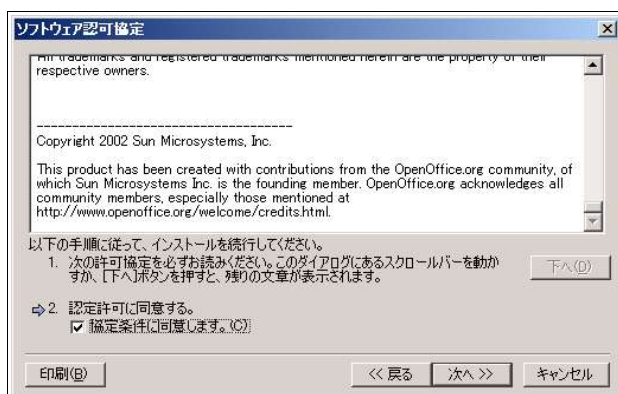 ソフトウェア認可協定
All trademarks and registered trademarks mentioned herein are the property of their
respective owners.
------------------------------------
Copyright 2002 Sun Microsystems, Inc.
This product has been created with contributions from the OpenOffice.org community, of
which Sun Microsystems Inc. is the founding member. OpenOffice.org acknowledges all
community members, especially those mentioned at
http://www.openoffice.org/welcome/credits.html.
以下の手順に従って、インストールを続行してください。
1. 次の許可協定を必ずお読みください。このダイアログにあるスクロールバーを動か
すか、[下へ]ボタンを押すと、残りの文章が表示されます。
下へ(D)
2. 認定許可に同意する。
協定条件に同意します。(C)
印刷(B)
<< 戻る
次へ >>
キャンセル